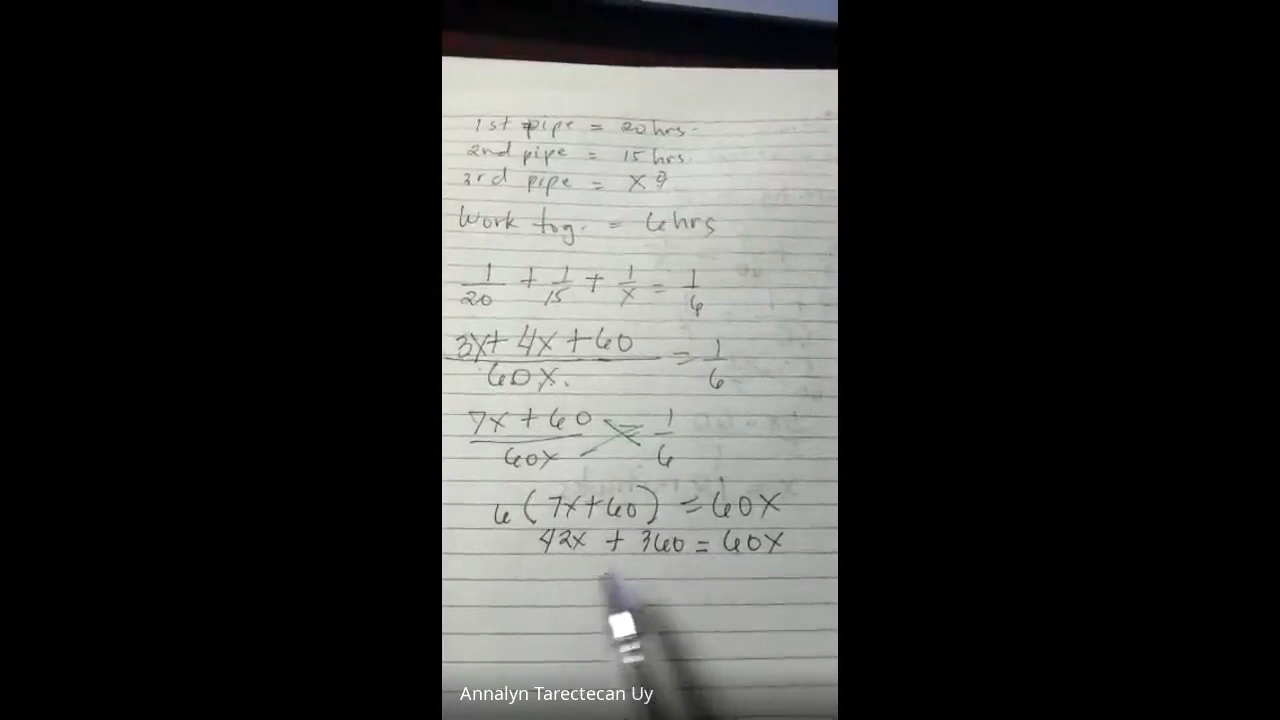 1st pipe = 20 hrs.
2nd pipe = 15 hrs.
3rd pipe = x?
Work tog. = 6 hrs
1/20 + 1/15 + 1/x = 1/6
3x + 4x + 60 / 60x. = 1/6
7x + 60 / 60x = 1/6
6 (7x + 60) = 60x
42x + 360 = 60x
Annalyn Tarectecan Uy